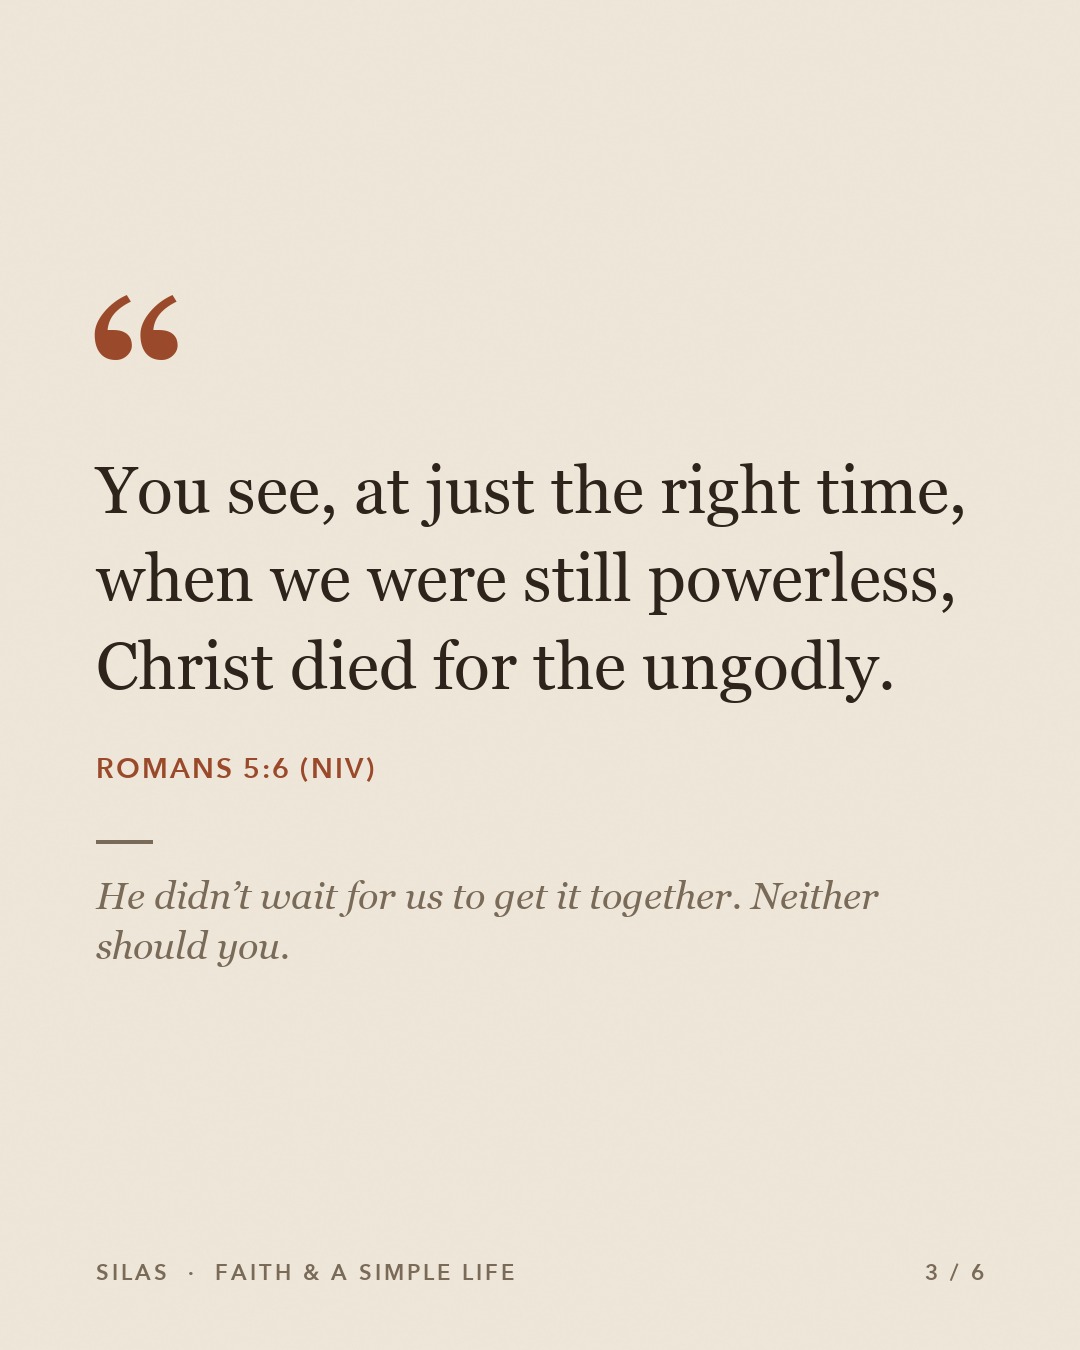 “
You see, at just the right time,
when we were still powerless,
Christ died for the ungodly.
ROMANS 5:6 (NIV)
He didn’t wait for us to get it together. Neither
should you.
SILAS · FAITH & A SIMPLE LIFE
3 / 6